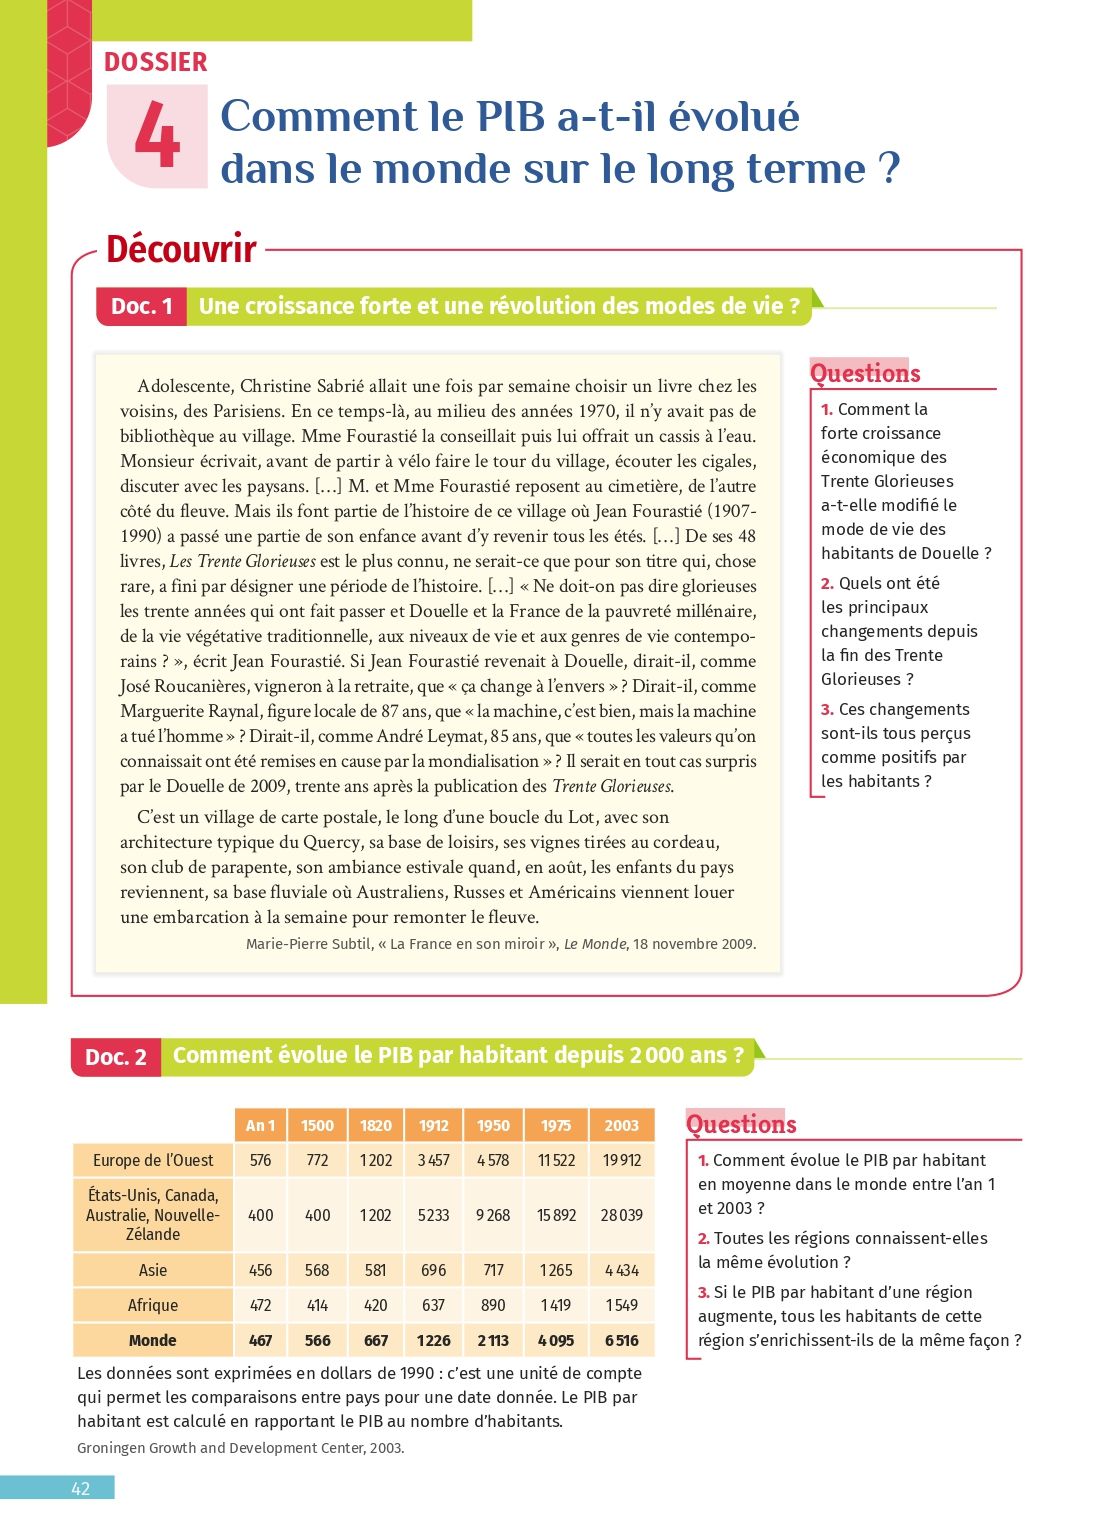 DOSSIER
4
Comment le PIB a-t-il évolué
dans le monde sur le long terme ?
Découvrir
Doc. 1 Une croissance forte et une révolution des modes de vie ?
Adolescente, Christine Sabrié allait une fois par semaine choisir un livre chez les
voisins, des Parisiens. En ce temps-là, au milieu des années 1970, il n’y avait pas de
bibliothèque au village. Mme Fourastié la conseillait puis lui offrait un cassis à l’eau.
Monsieur écrivait, avant de partir à vélo faire le tour du village, écouter les cigales,
discuter avec les paysans. […] M. et Mme Fourastié reposent au cimetière, de l’autre
côté du fleuve. Mais ils font partie de l’histoire de ce village où Jean Fourastié (1907-
1990) a passé une partie de son enfance avant d’y revenir tous les étés. […] De ses 48
livres, Les Trente Glorieuses est le plus connu, ne serait-ce que pour son titre qui, chose
rare, a fini par désigner une période de l’histoire. […] « Ne doit-on pas dire glorieuses
les trente années qui ont fait passer et Douelle et la France de la pauvreté millénaire,
de la vie végétative traditionnelle, aux niveaux de vie et aux genres de vie contempo-
rains ? », écrit Jean Fourastié. Si Jean Fourastié revenait à Douelle, dirait-il, comme
José Roucanières, vigneron à la retraite, que « ça change à l’envers » ? Dirait-il, comme
Marguerite Raynal, figure locale de 87 ans, que « la machine, c’est bien, mais la machine
a tué l’homme » ? Dirait-il, comme André Leymat, 85 ans, que « toutes les valeurs qu’on
connaissait ont été remises en cause par la mondialisation » ? Il serait en tout cas surpris
par le Douelle de 2009, trente ans après la publication des Trente Glorieuses.
C’est un village de carte postale, le long d’une boucle du Lot, avec son
architecture typique du Quercy, sa base de loisirs, ses vignes tirées au cordeau,
son club de parapente, son ambiance estivale quand, en août, les enfants du pays
reviennent, sa base fluviale où Australiens, Russes et Américains viennent louer
une embarcation à la semaine pour remonter le fleuve.
Marie-Pierre Subtil, « La France en son miroir », Le Monde, 18 novembre 2009.
Questions
1. Comment la
forte croissance
économique des
Trente Glorieuses
a-t-elle modifié le
mode de vie des
habitants de Douelle ?
2. Quels ont été
les principaux
changements depuis
la fin des Trente
Glorieuses ?
3. Ces changements
sont-ils tous perçus
comme positifs par
les habitants ?
Doc. 2 Comment évolue le PIB par habitant depuis 2 000 ans ?
An 1 1500 1820 1912 1950 1975 2003
Europe de l’Ouest 576 772 1 202 3 457 4 578 11 522 19 912
États-Unis, Canada,
Australie, Nouvelle-
Zélande
400 400 1 202 5 233 9 268 15 892 28 039
Asie 456 568 581 696 717 1 265 4 434
Afrique 472 414 420 637 890 1 419 1 549
Monde 467 566 667 1 226 2 113 4 095 6 516
Les données sont exprimées en dollars de 1990 : c’est une unité de compte
qui permet les comparaisons entre pays pour une date donnée. Le PIB par
habitant est calculé en rapportant le PIB au nombre d’habitants.
Groningen Growth and Development Center, 2003.
Questions
1. Comment évolue le PIB par habitant
en moyenne dans le monde entre l’an 1
et 2003 ?
2. Toutes les régions connaissent-elles
la même évolution ?
3. Si le PIB par habitant d’une région
augmente, tous les habitants de cette
région s’enrichissent-ils de la même façon ?
42